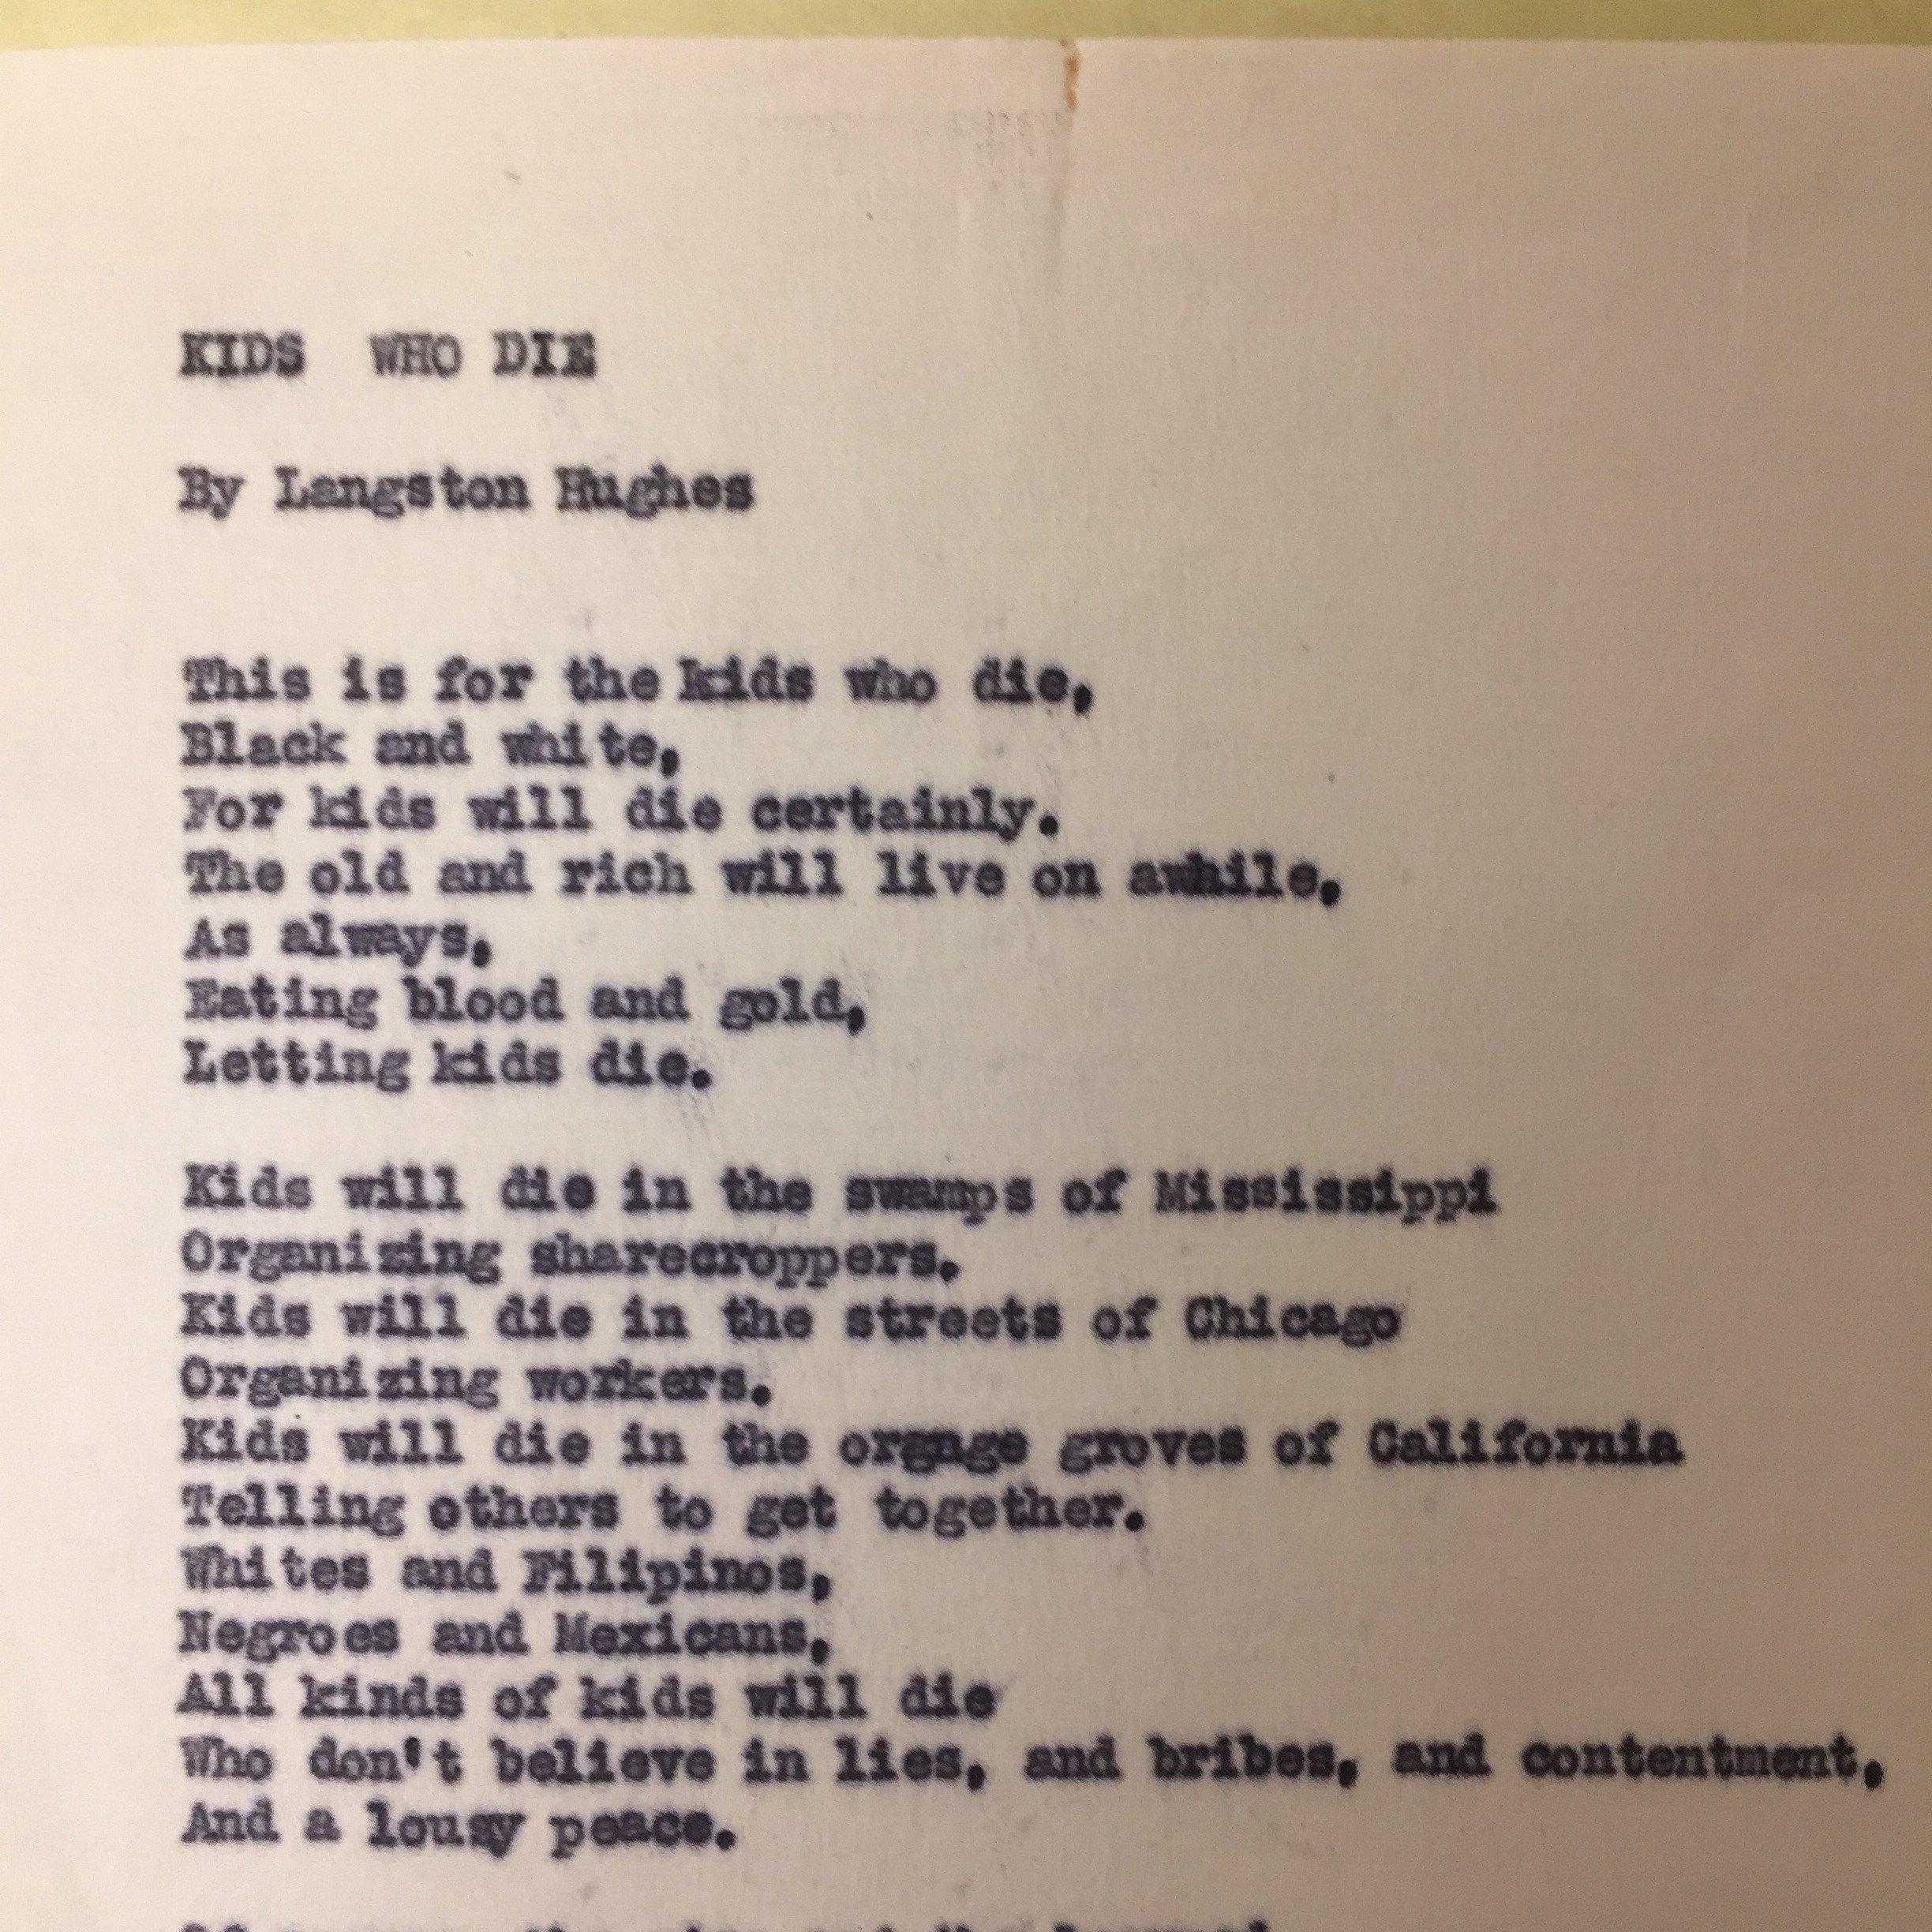 KIDS  WHO DIE
By Langston Hughes
This is for the kids who die,
Black and white,
For kids will die certainly.
The old and rich will live on awhile,
As always,
Eating blood and gold,
Letting kids die.
Kids will die in the swamps of Mississippi
Organizing sharecroppers.
Kids will die in the streets of Chicago
Organizing workers.
Kids will die in the orange groves of California
Telling others to get together.
Whites and Filipinos,
Negroes and Mexicans,
All kinds of kids will die
Who don't believe in lies, and bribes, and contentment,
And a lousy peace.